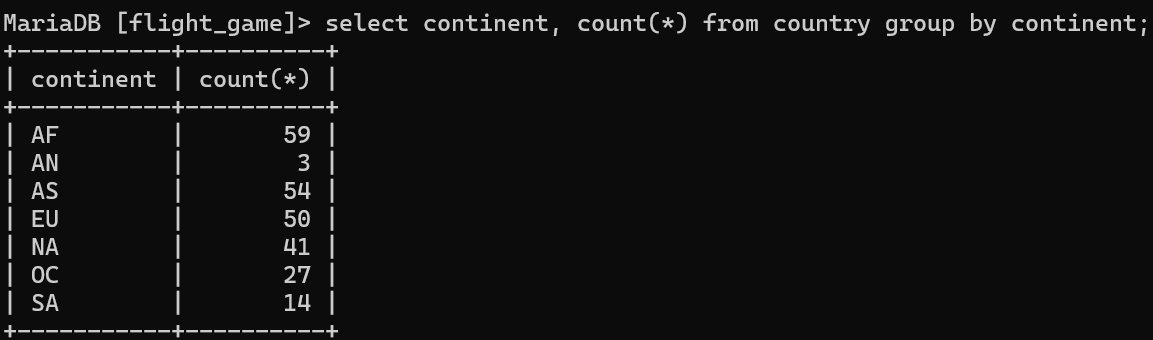 MariaDB [flight_game]> select continent, count(*) from country group by continent;
+-----------+----------+
| continent | count(*) |
+-----------+----------+
| AF        |       59 |
| AN        |        3 |
| AS        |       54 |
| EU        |       50 |
| NA        |       41 |
| OC        |       27 |
| SA        |       14 |
+-----------+----------+